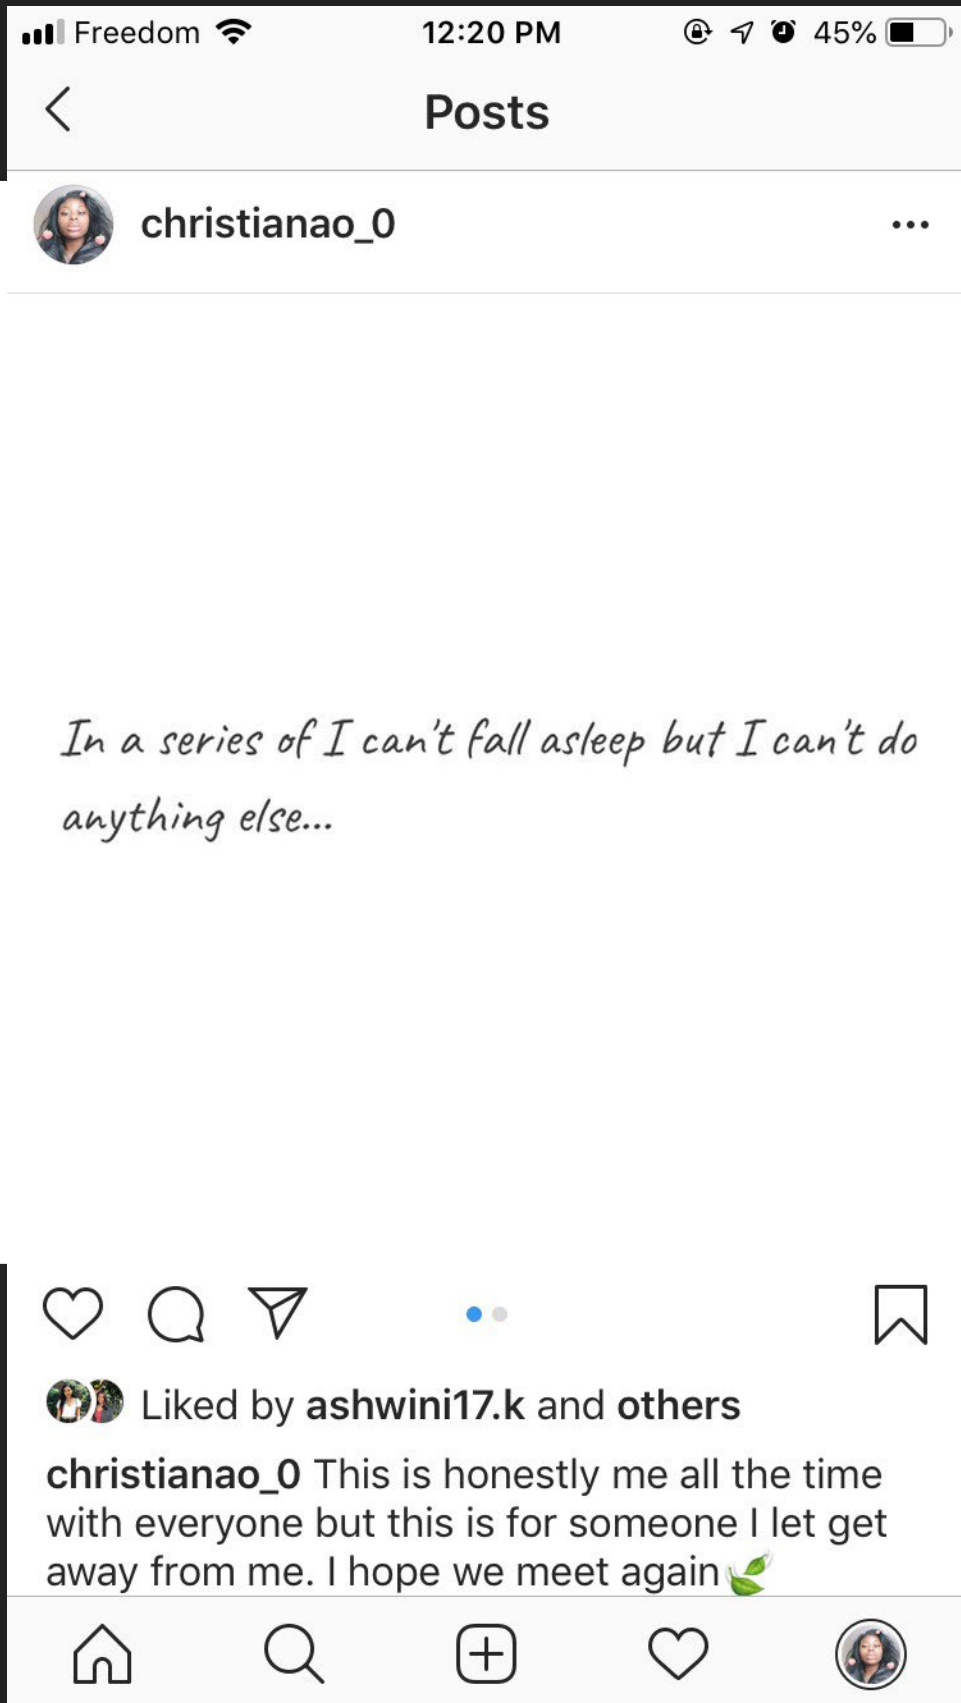 Freedom 12:20 PM 45%
Posts
christianao_0
In a series of I can't fall asleep but I can't do
anything else...
Liked by ashwini17.k and others
christianao_0 This is honestly me all the time
with everyone but this is for someone I let get
away from me. I hope we meet again🍃